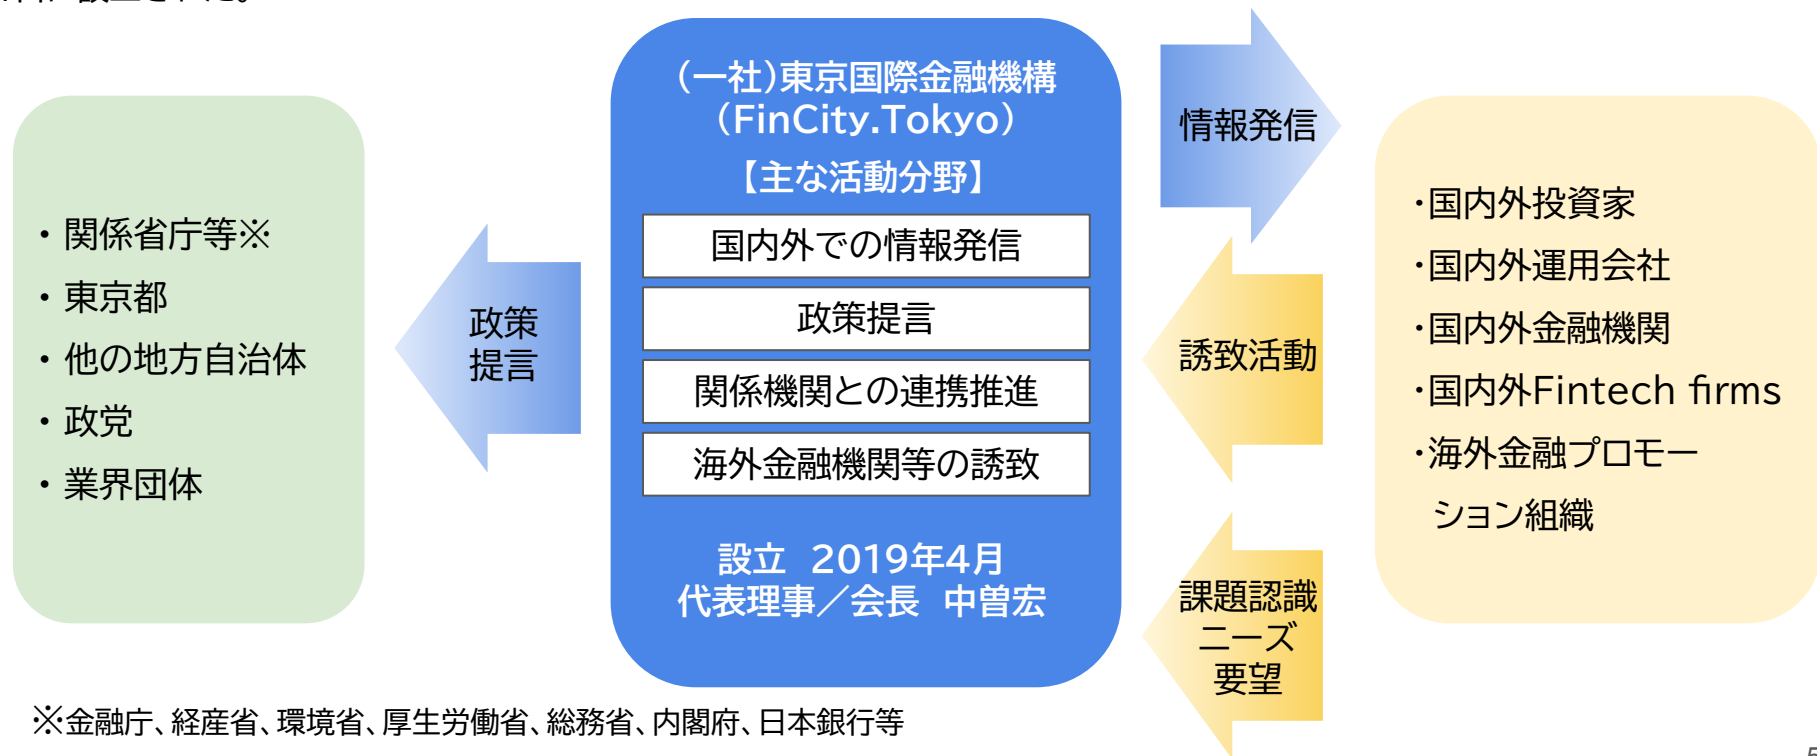 設立された。
(一社)東京国際金融機構
(FinCity.Tokyo)
【主な活動分野】
国内外での情報発信
政策提言
関係機関との連携推進
海外金融機関等の誘致
設立 2019年4月
代表理事／会長 中曽宏
・関係省庁等※
・東京都
・他の地方自治体
・政党
・業界団体
政策
提言
情報発信
誘致活動
課題認識
ニーズ
要望
・国内外投資家
・国内外運用会社
・国内外金融機関
・国内外Fintech firms
・海外金融プロモー
ション組織
※金融庁、経産省、環境省、厚生労働省、総務省、内閣府、日本銀行等